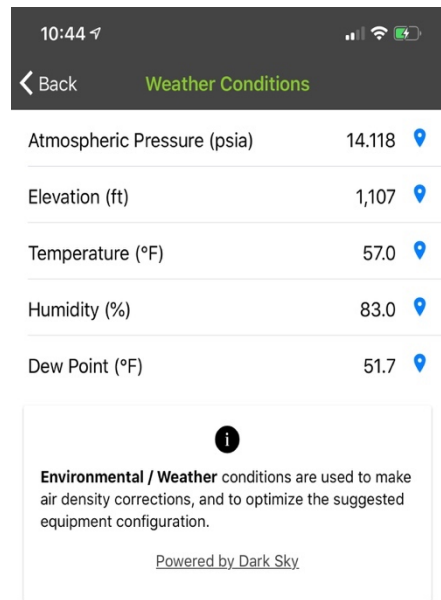 10:44
Back Weather Conditions
Atmospheric Pressure (psia) 14.118
Elevation (ft) 1,107
Temperature (°F) 57.0
Humidity (%) 83.0
Dew Point (°F) 51.7
i
Environmental / Weather conditions are used to make
air density corrections, and to optimize the suggested
equipment configuration.
Powered by Dark Sky